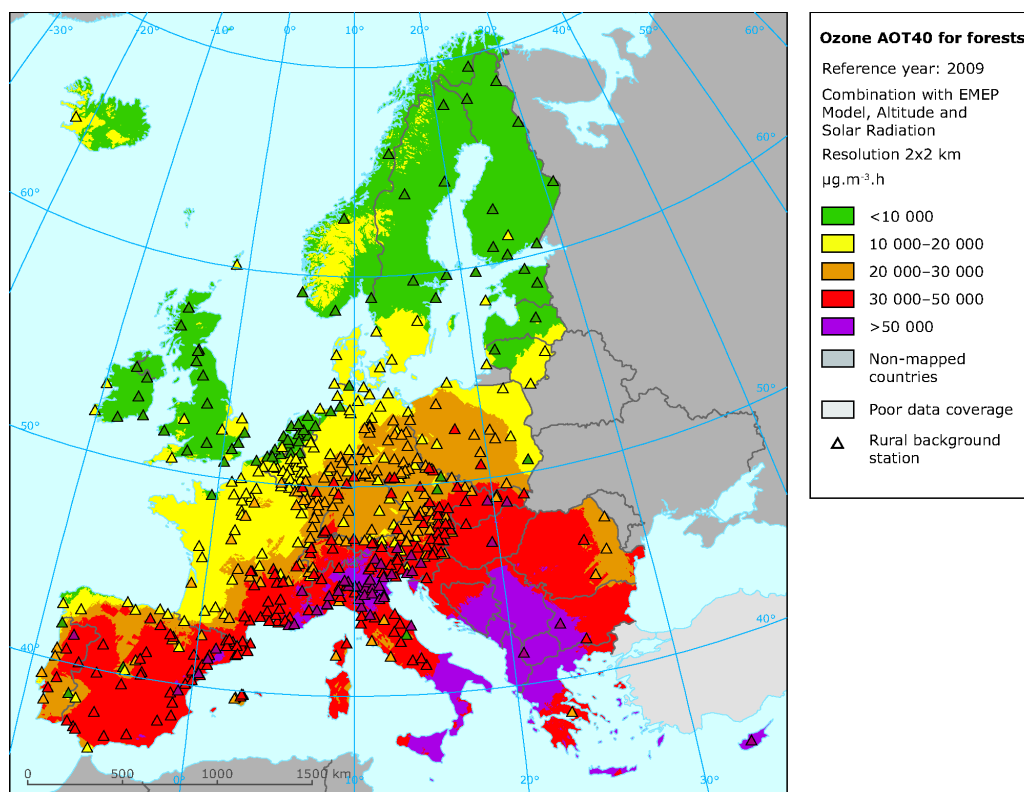 -30°
-20°
-10°
0°
10°
20°
30°
40°
50°
60°
60°
60°
50°
50°
40°
40°
0°
10°
20°
30°
0
500
1000
1500 km
Ozone AOT40 for forests
Reference year: 2009
Combination with EMEP
Model, Altitude and
Solar Radiation
Resolution 2x2 km
µg.m⁻³.h
<10 000
10 000–20 000
20 000–30 000
30 000–50 000
>50 000
Non-mapped
countries
Poor data coverage
Rural background
station